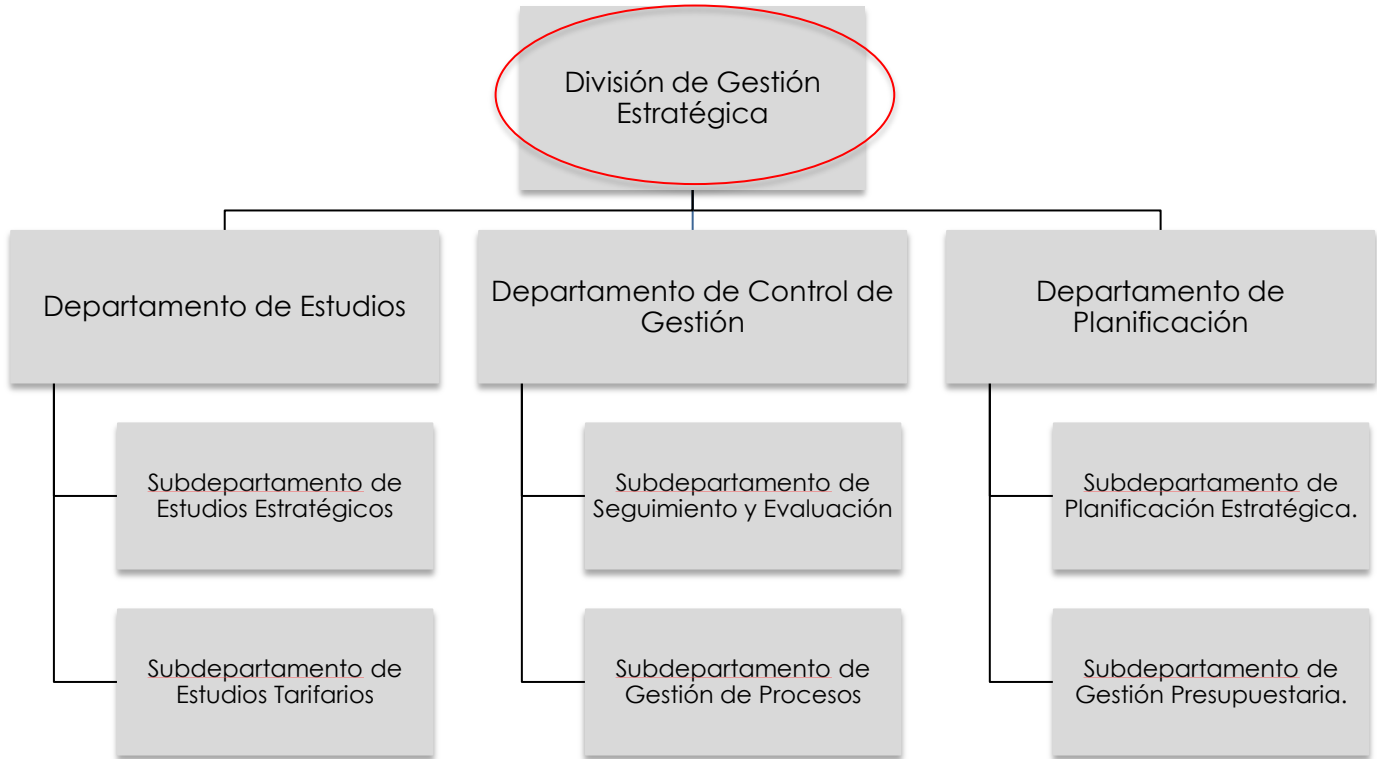 División de Gestión
Estratégica
Departamento de Estudios
Departamento de Control de
Gestión
Departamento de
Planificación
Subdepartamento de
Estudios Estratégicos
Subdepartamento de
Seguimiento y Evaluación
Subdepartamento de
Planificación Estratégica.
Subdepartamento de
Estudios Tarifarios
Subdepartamento de
Gestión de Procesos
Subdepartamento de
Gestión Presupuestaria.